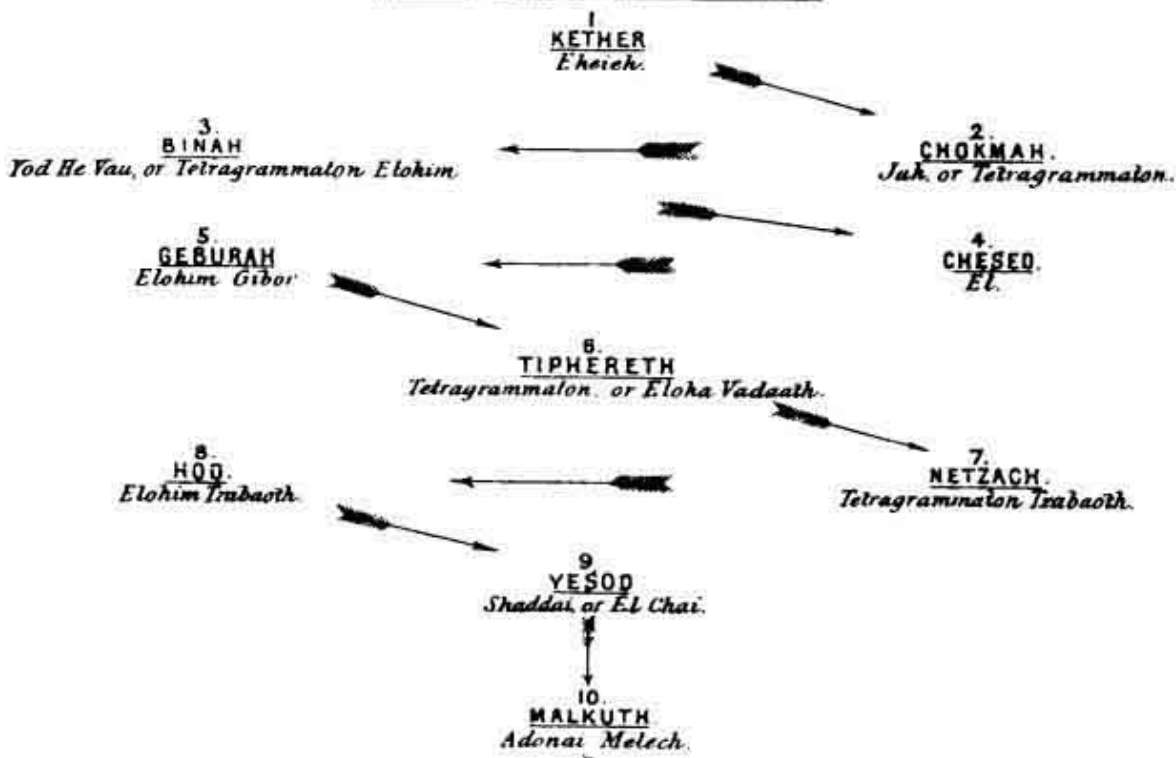 1
KETHER
Eheieh.
2.
CHOKMAH.
Jah, or Tetragrammaton.
3.
BINAH
Yod He Vau, or Tetragrammaton Elohim
4.
CHESED.
El.
5.
GEBURAH
Elohim Gibor
6.
TIPHERETH
Tetragrammaton. or Eloka Vadaath.
7.
NETZACH.
Tetragrammaton Tzabaoth.
8.
HOD.
Elohim Tzabaoth.
9
YESOD
Shaddai, or El Chai.
10.
MALKUTH
Adonai Melech.